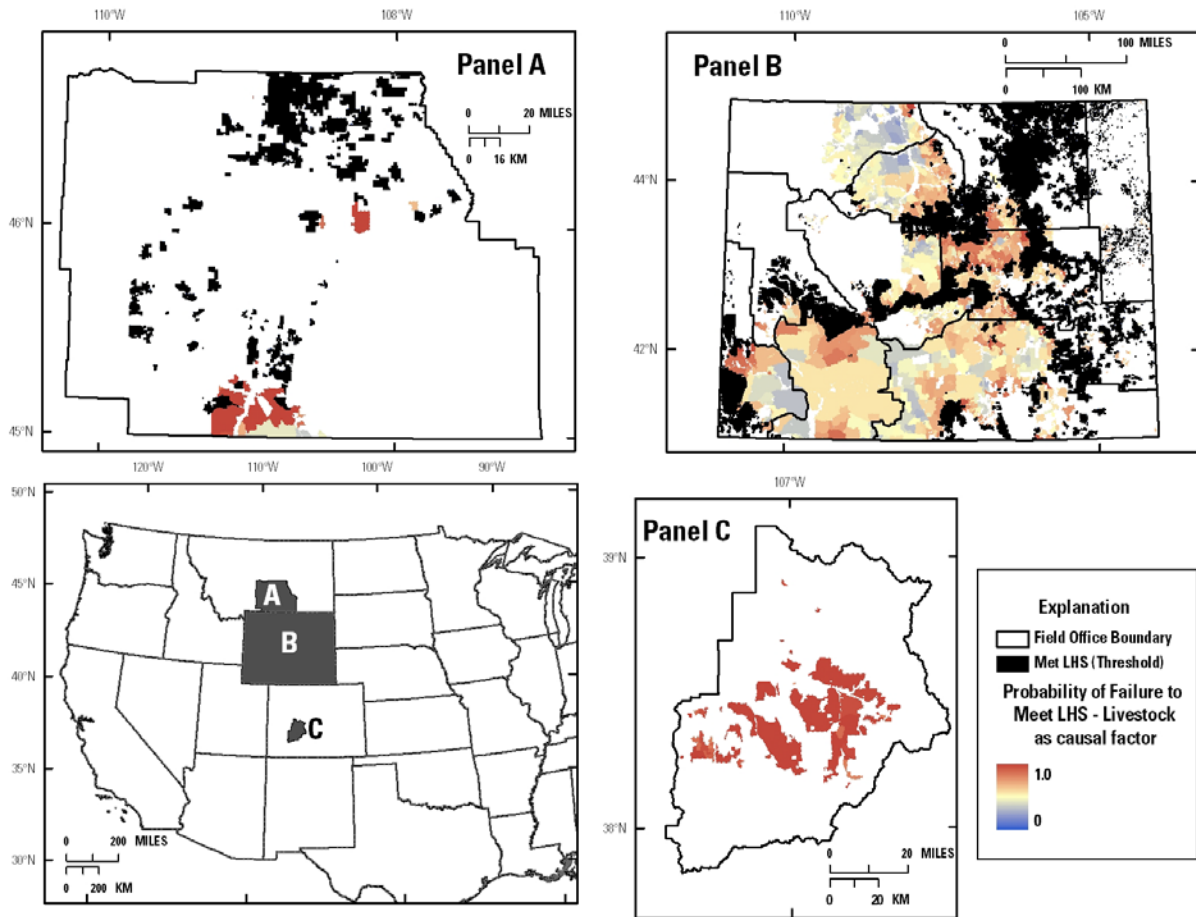 110°W 108°W
Panel A
0 20 MILES
0 16 KM
46°N
45°N
110°W 105°W
Panel B
0 100 MILES
0 100 KM
44°N
42°N
120°W 110°W 100°W 90°W
50°N
45°N
40°N
35°N
30°N
A
B
C
0 200 MILES
0 200 KM
107°W
Panel C
39°N
38°N
0 20 MILES
0 20 KM
Explanation
Field Office Boundary
Met LHS (Threshold)
Probability of Failure to
Meet LHS - Livestock
as causal factor
1.0
0